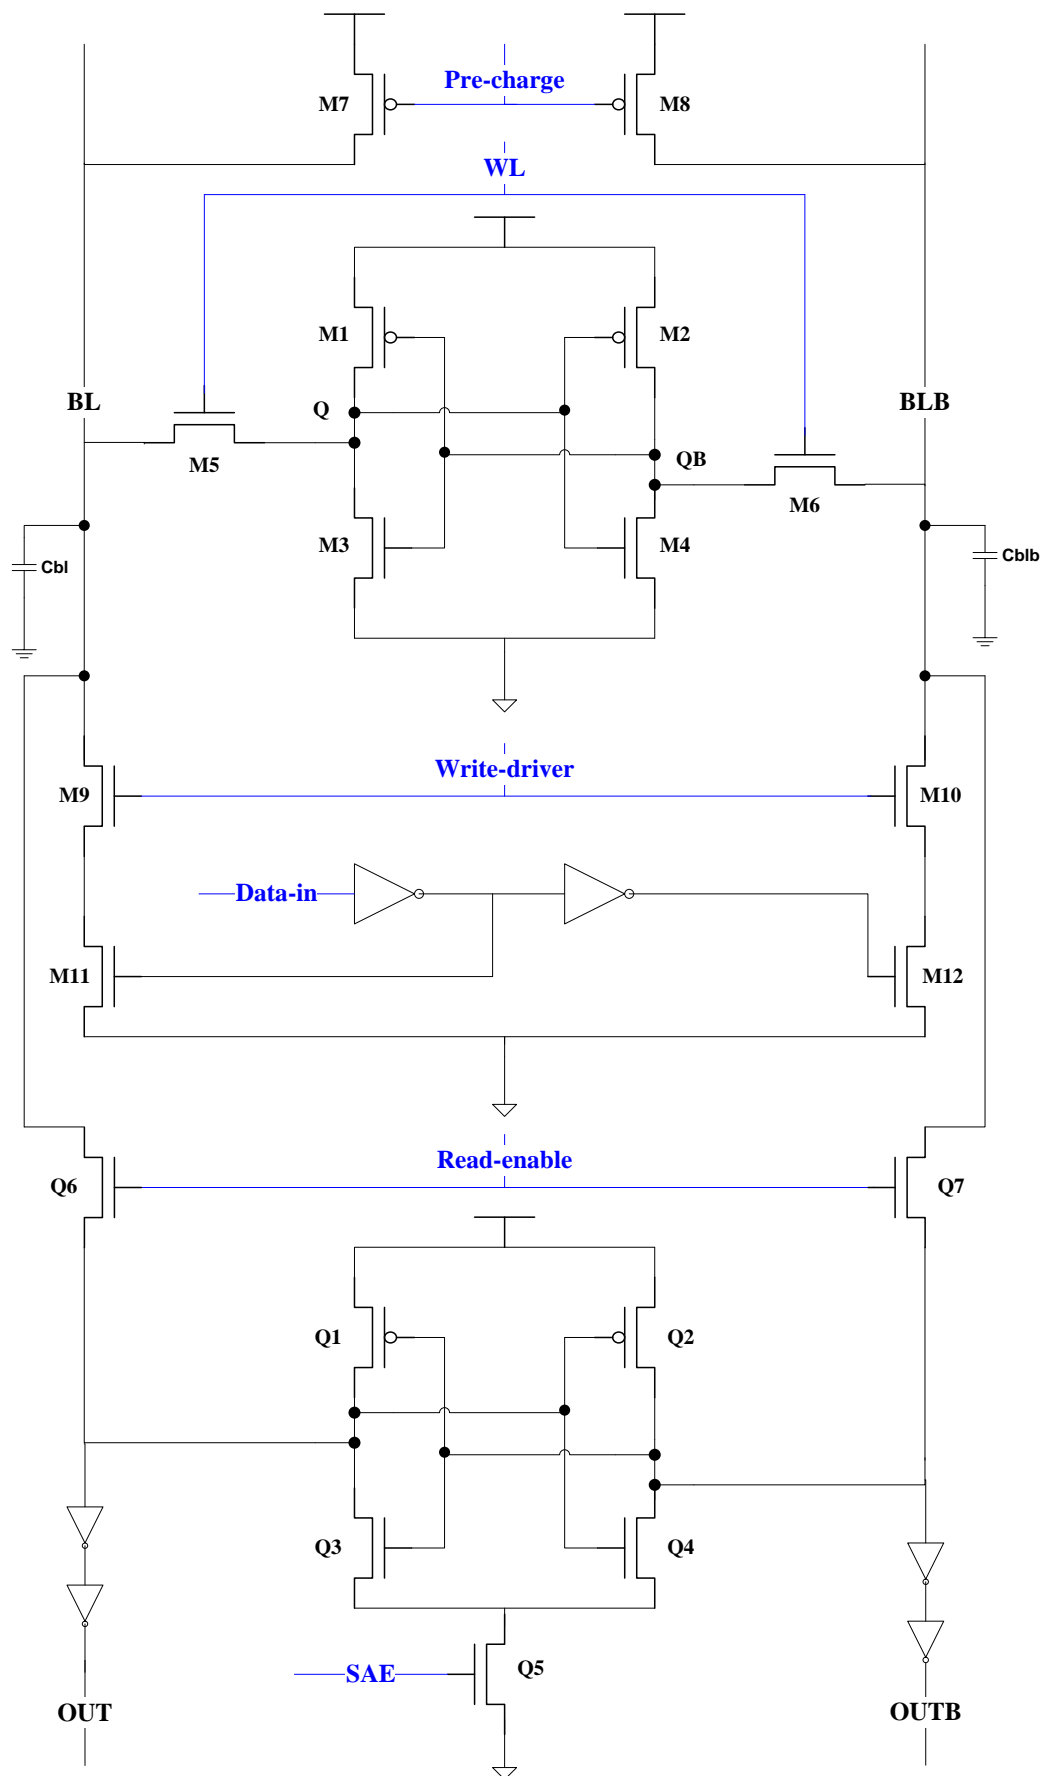 Pre-charge
M7
M8
WL
M1
M2
BL
Q
BLB
M5
QB
M6
M3
M4
Cbl
Cblb
Write-driver
M9
M10
Data-in
M11
M12
Read-enable
Q6
Q7
Q1
Q2
Q3
Q4
SAE
Q5
OUT
OUTB